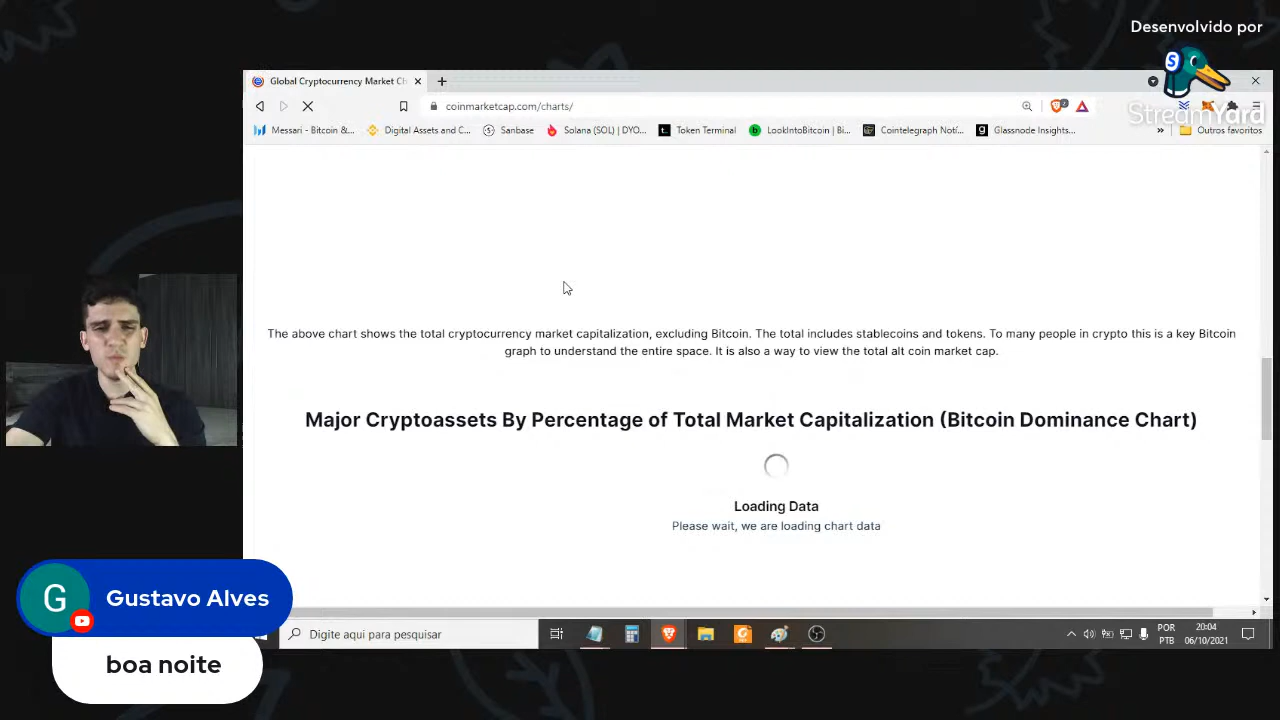 Desenvolvido por
StreamYard
Global Cryptocurrency Market Ch
coinmarketcap.com/charts/
Messari - Bitcoin &...
Digital Assets and C...
Sanbase
Solana (SOL) | DYO...
Token Terminal
LookIntoBitcoin | Bi...
Cointelegraph Notí...
Glassnode Insights...
»
Outros favoritos
The above chart shows the total cryptocurrency market capitalization, excluding Bitcoin. The total includes stablecoins and tokens. To many people in crypto this is a key Bitcoin
graph to understand the entire space. It is also a way to view the total alt coin market cap.
Major Cryptoassets By Percentage of Total Market Capitalization (Bitcoin Dominance Chart)
Loading Data
Please wait, we are loading chart data
G
Gustavo Alves
boa noite
Digite aqui para pesquisar
POR
PTB
20:04
06/10/2021